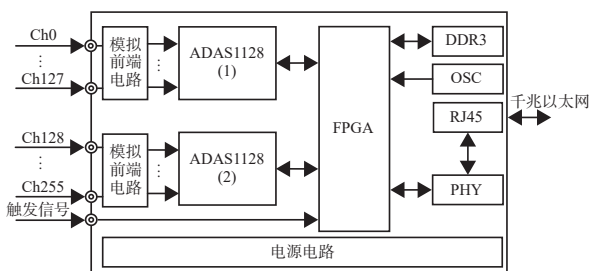 Ch0
⋮
Ch127
模拟
前端
电路
⋮
ADAS1128
(1)
Ch128
⋮
Ch255
模拟
前端
电路
⋮
ADAS1128
(2)
触发信号
FPGA
DDR3
OSC
RJ45
PHY
千兆以太网
电源电路